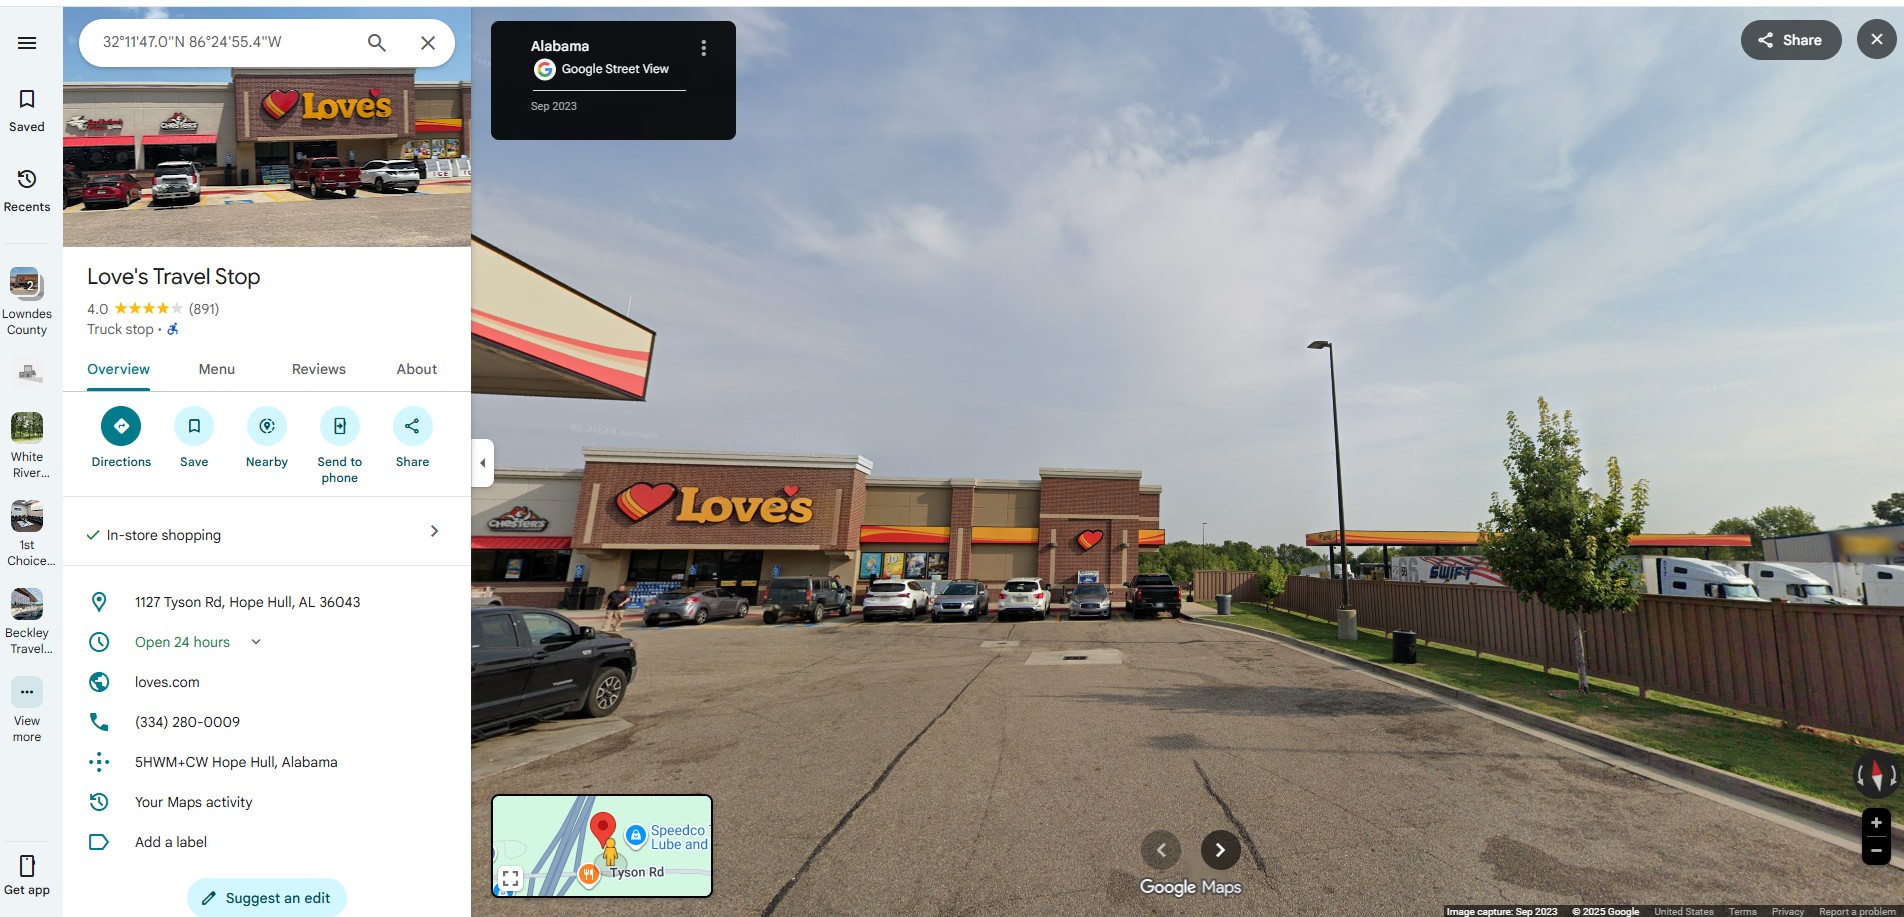 32°11'47.0"N 86°24'55.4"W
Saved
Recents
2
Lowndes
County
White
River...
1st
Choice...
Beckley
Travel...
View
more
Get app
CHESTER'S
Love's
ICE
Love's Travel Stop
4.0 (891)
Truck stop ·
Overview
Menu
Reviews
About
Directions
Save
Nearby
Send to
phone
Share
In-store shopping
1127 Tyson Rd, Hope Hull, AL 36043
Open 24 hours
loves.com
(334) 280-0009
5HWM+CW Hope Hull, Alabama
Your Maps activity
Add a label
Suggest an edit
Alabama
Google Street View
Sep 2023
Share
© 2024 Google
CHESTER'S
Love's
SWIFT
Speedco
Lube and
Tyson Rd
Google Maps
Image capture: Sep 2023 © 2025 Google United States Terms Privacy Report a problem